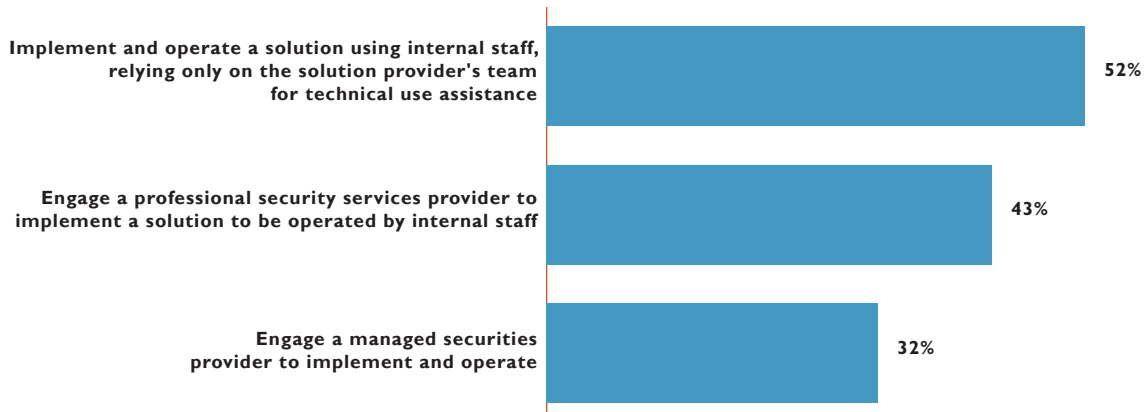 Implement and operate a solution using internal staff,
relying only on the solution provider's team
for technical use assistance
52%
Engage a professional security services provider to
implement a solution to be operated by internal staff
43%
Engage a managed securities
provider to implement and operate
32%